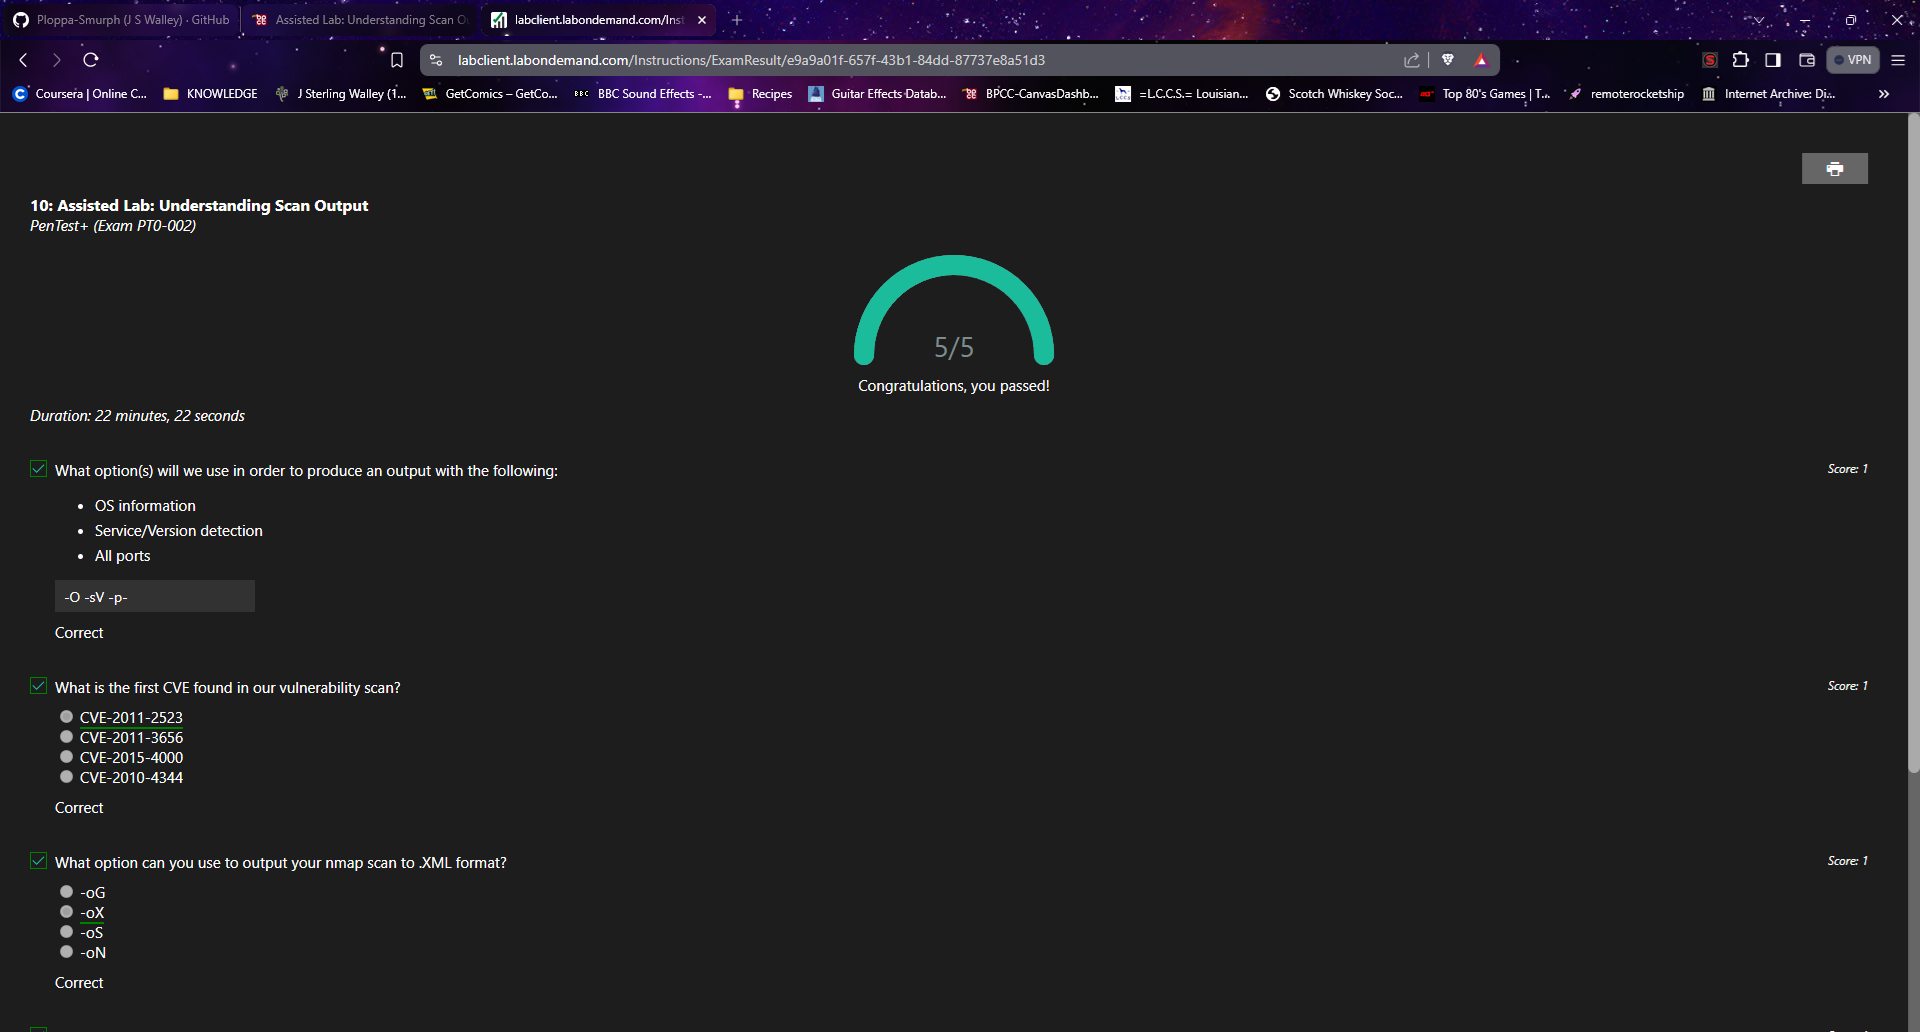 Ploppa-Smurph (J S Walley) · GitHub
Assisted Lab: Understanding Scan Ou
labclient.labondemand.com/Inst
labclient.labondemand.com/Instructions/ExamResult/e9a9a01f-657f-43b1-84dd-87737e8a51d3
VPN
Coursera | Online C...
KNOWLEDGE
J Sterling Walley (1...
GetComics – GetCo...
BBC
BBC Sound Effects -...
Recipes
Guitar Effects Datab...
BPCC-CanvasDashb...
=L.C.C.S.= Louisian...
Scotch Whiskey Soc...
Top 80's Games | T...
remoterocketship
Internet Archive: Di...
10: Assisted Lab: Understanding Scan Output
PenTest+ (Exam PT0-002)
5/5
Congratulations, you passed!
Duration: 22 minutes, 22 seconds
What option(s) will we use in order to produce an output with the following:
Score: 1
• OS information
• Service/Version detection
• All ports
-O -sV -p-
Correct
What is the first CVE found in our vulnerability scan?
Score: 1
CVE-2011-2523
CVE-2011-3656
CVE-2015-4000
CVE-2010-4344
Correct
What option can you use to output your nmap scan to .XML format?
Score: 1
-oG
-oX
-oS
-oN
Correct